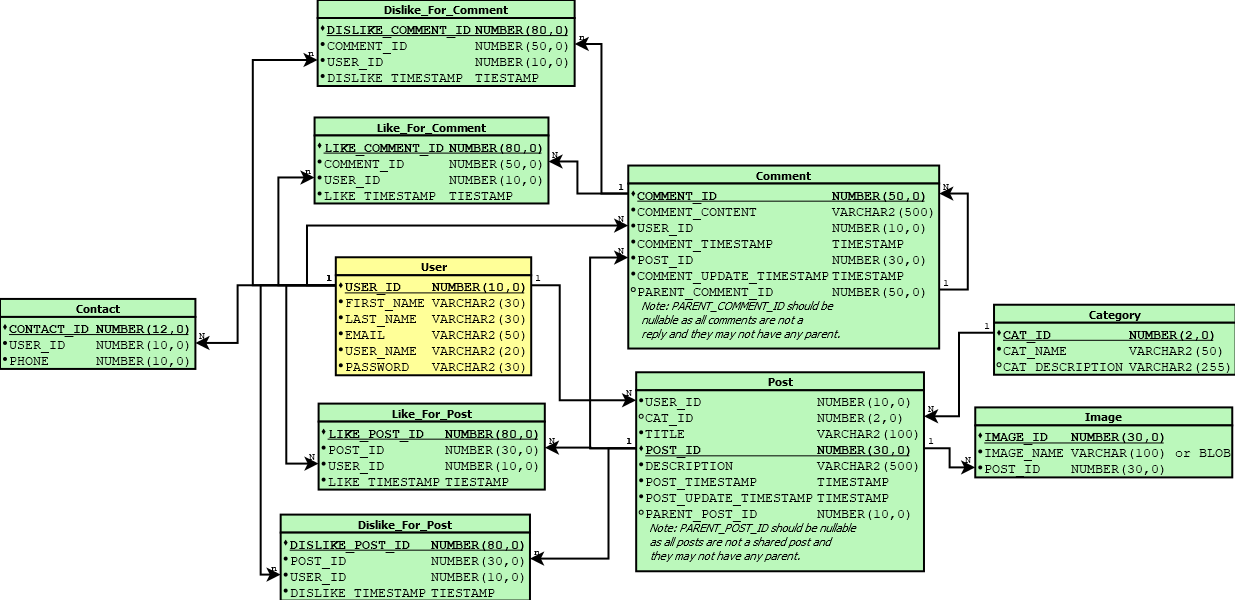 Dislike_For_Comment
DISLIKE_COMMENT_ID NUMBER(80,0)
COMMENT_ID NUMBER(50,0)
USER_ID NUMBER(10,0)
DISLIKE_TIMESTAMP TIESTAMP
n
n
Like_For_Comment
LIKE_COMMENT_ID NUMBER(80,0)
COMMENT_ID NUMBER(50,0)
USER_ID NUMBER(10,0)
LIKE_TIMESTAMP TIESTAMP
N
n
Comment
COMMENT_ID NUMBER(50,0)
COMMENT_CONTENT VARCHAR2(500)
USER_ID NUMBER(10,0)
COMMENT_TIMESTAMP TIMESTAMP
POST_ID NUMBER(30,0)
COMMENT_UPDATE_TIMESTAMP TIMESTAMP
PARENT_COMMENT_ID NUMBER(50,0)
Note: PARENT_COMMENT_ID should be
nullable as all comments are not a
reply and they may not have any parent.
1
N
N
N
1
User
USER_ID NUMBER(10,0)
FIRST_NAME VARCHAR2(30)
LAST_NAME VARCHAR2(30)
EMAIL VARCHAR2(50)
USER_NAME VARCHAR2(20)
PASSWORD VARCHAR2(30)
1
1
Contact
CONTACT_ID NUMBER(12,0)
USER_ID NUMBER(10,0)
PHONE NUMBER(10,0)
N
Category
CAT_ID NUMBER(2,0)
CAT_NAME VARCHAR2(50)
CAT_DESCRIPTION VARCHAR2(255)
1
Post
USER_ID NUMBER(10,0)
CAT_ID NUMBER(2,0)
TITLE VARCHAR2(100)
POST_ID NUMBER(30,0)
DESCRIPTION VARCHAR2(500)
POST_TIMESTAMP TIMESTAMP
POST_UPDATE_TIMESTAMP TIMESTAMP
PARENT_POST_ID NUMBER(10,0)
Note: PARENT_POST_ID should be nullable
as all posts are not a shared post and
they may not have any parent.
N
N
1
1
Image
IMAGE_ID NUMBER(30,0)
IMAGE_NAME VARCHAR(100) or BLOB
POST_ID NUMBER(30,0)
N
Like_For_Post
LIKE_POST_ID NUMBER(80,0)
POST_ID NUMBER(30,0)
USER_ID NUMBER(10,0)
LIKE_TIMESTAMP TIESTAMP
N
N
Dislike_For_Post
DISLIKE_POST_ID NUMBER(80,0)
POST_ID NUMBER(30,0)
USER_ID NUMBER(10,0)
DISLIKE_TIMESTAMP TIESTAMP
n
n